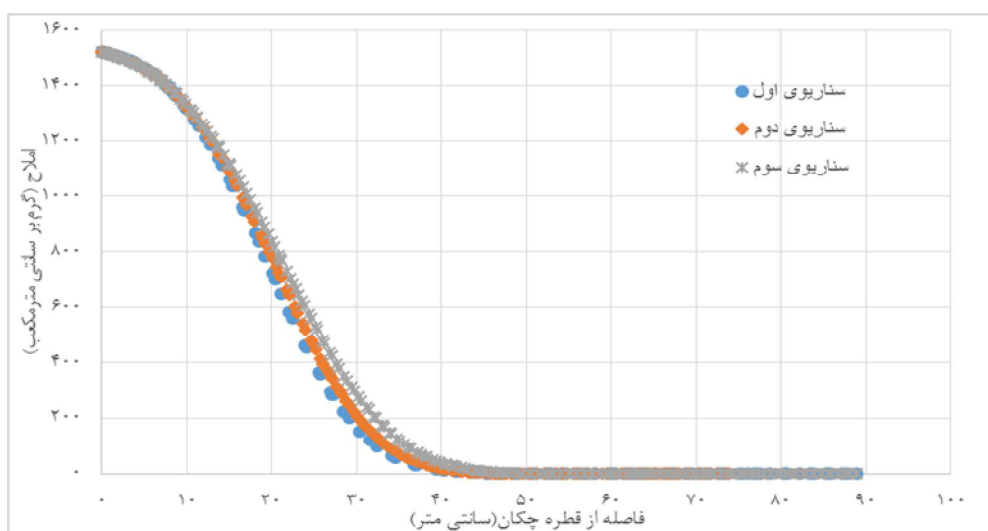 ۱۶۰۰
۱۴۰۰
۱۲۰۰
۱۰۰۰
۸۰۰
۶۰۰
۴۰۰
۲۰۰
۰
املاح (گرم بر سانتی مترمکعب)
سناریوی اول
سناریوی دوم
سناریوی سوم
۰ ۱۰ ۲۰ ۳۰ ۴۰ ۵۰ ۶۰ ۷۰ ۸۰ ۹۰ ۱۰۰
فاصله از قطره چکان(سانتی متر)